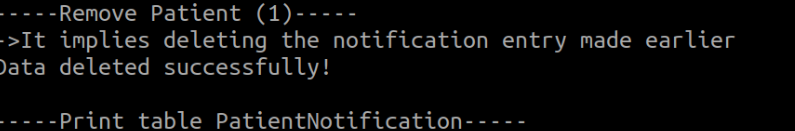 -----Remove Patient (1)-----
->It implies deleting the notification entry made earlier
Data deleted successfully!
-----Print table PatientNotification-----